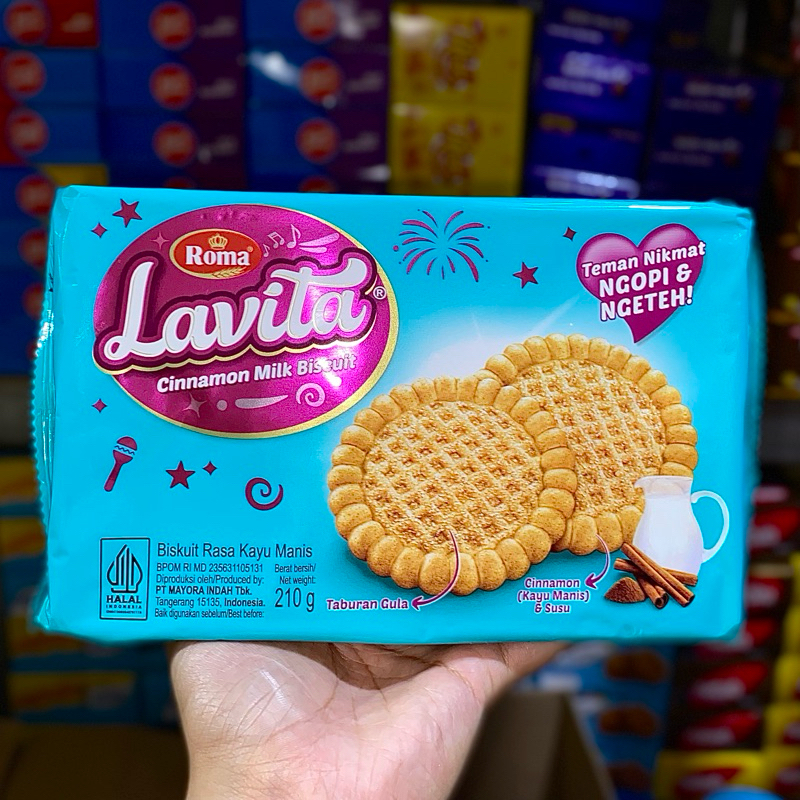 Roma
Lavita®
Cinnamon Milk Biscuit
Teman Nikmat
NGOPI &
NGETEH!
HALAL
INDONESIA
Biskuit Rasa Kayu Manis
BPOM RI MD 235631105131
Diproduksi oleh/Produced by:
PT MAYORA INDAH Tbk.
Tangerang 15135, Indonesia.
Baik digunakan sebelum/Best before:
Berat bersih/
Net weight:
210 g
Taburan Gula
Cinnamon
(Kayu Manis)
& Susu